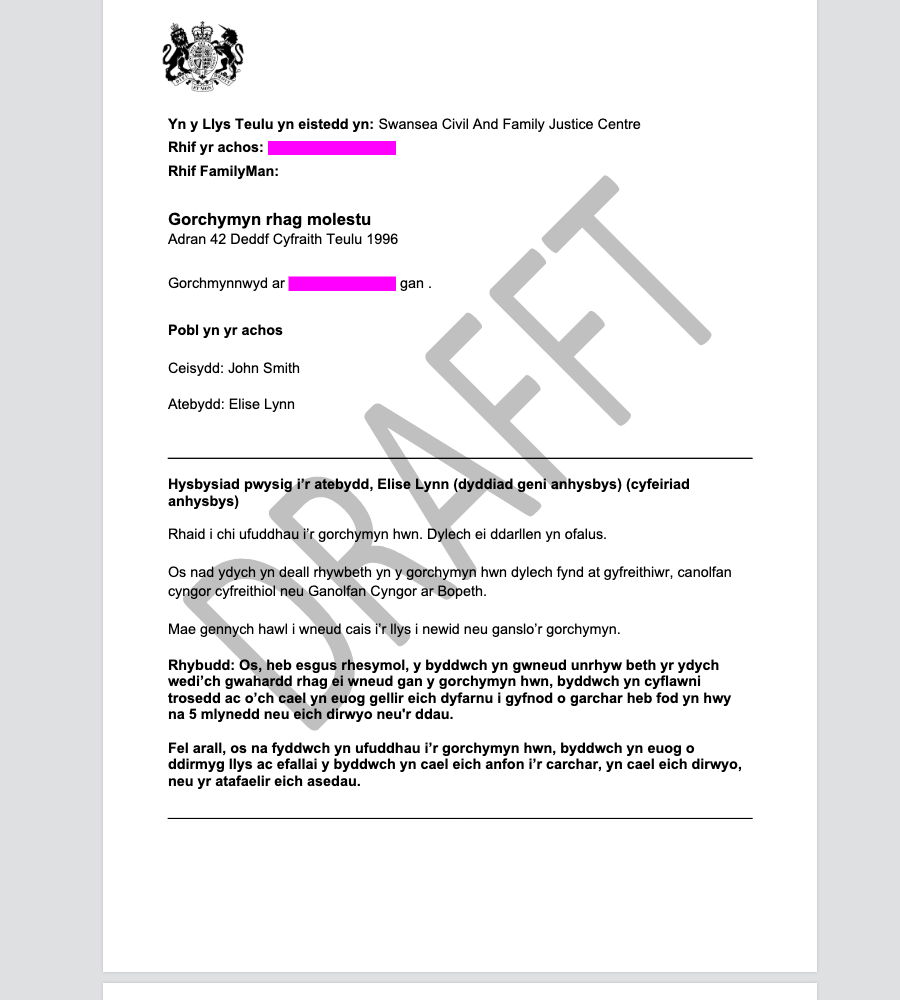 Yn y Llys Teulu yn eistedd yn: Swansea Civil And Family Justice Centre
Rhif yr achos:
Rhif FamilyMan:
Gorchymyn rhag molestu
Adran 42 Deddf Cyfraith Teulu 1996
Gorchmynnwyd ar gan .
Pobl yn yr achos
Ceisydd: John Smith
Atebydd: Elise Lynn
Hysbysiad pwysig i’r atebydd, Elise Lynn (dyddiad geni anhysbys) (cyfeiriad
anhysbys)
Rhaid i chi ufuddhau i’r gorchymyn hwn. Dylech ei ddarllen yn ofalus.
Os nad ydych yn deall rhywbeth yn y gorchymyn hwn dylech fynd at gyfreithiwr, canolfan
cyngor cyfreithiol neu Ganolfan Cyngor ar Bopeth.
Mae gennych hawl i wneud cais i’r llys i newid neu ganslo’r gorchymyn.
Rhybudd: Os, heb esgus rhesymol, y byddwch yn gwneud unrhyw beth yr ydych
wedi’ch gwahardd rhag ei wneud gan y gorchymyn hwn, byddwch yn cyflawni
trosedd ac o’ch cael yn euog gellir eich dyfarnu i gyfnod o garchar heb fod yn hwy
na 5 mlynedd neu eich dirwyo neu'r ddau.
Fel arall, os na fyddwch yn ufuddhau i’r gorchymyn hwn, byddwch yn euog o
ddirmyg llys ac efallai y byddwch yn cael eich anfon i’r carchar, yn cael eich dirwyo,
neu yr atafaelir eich asedau.
DRAFFT